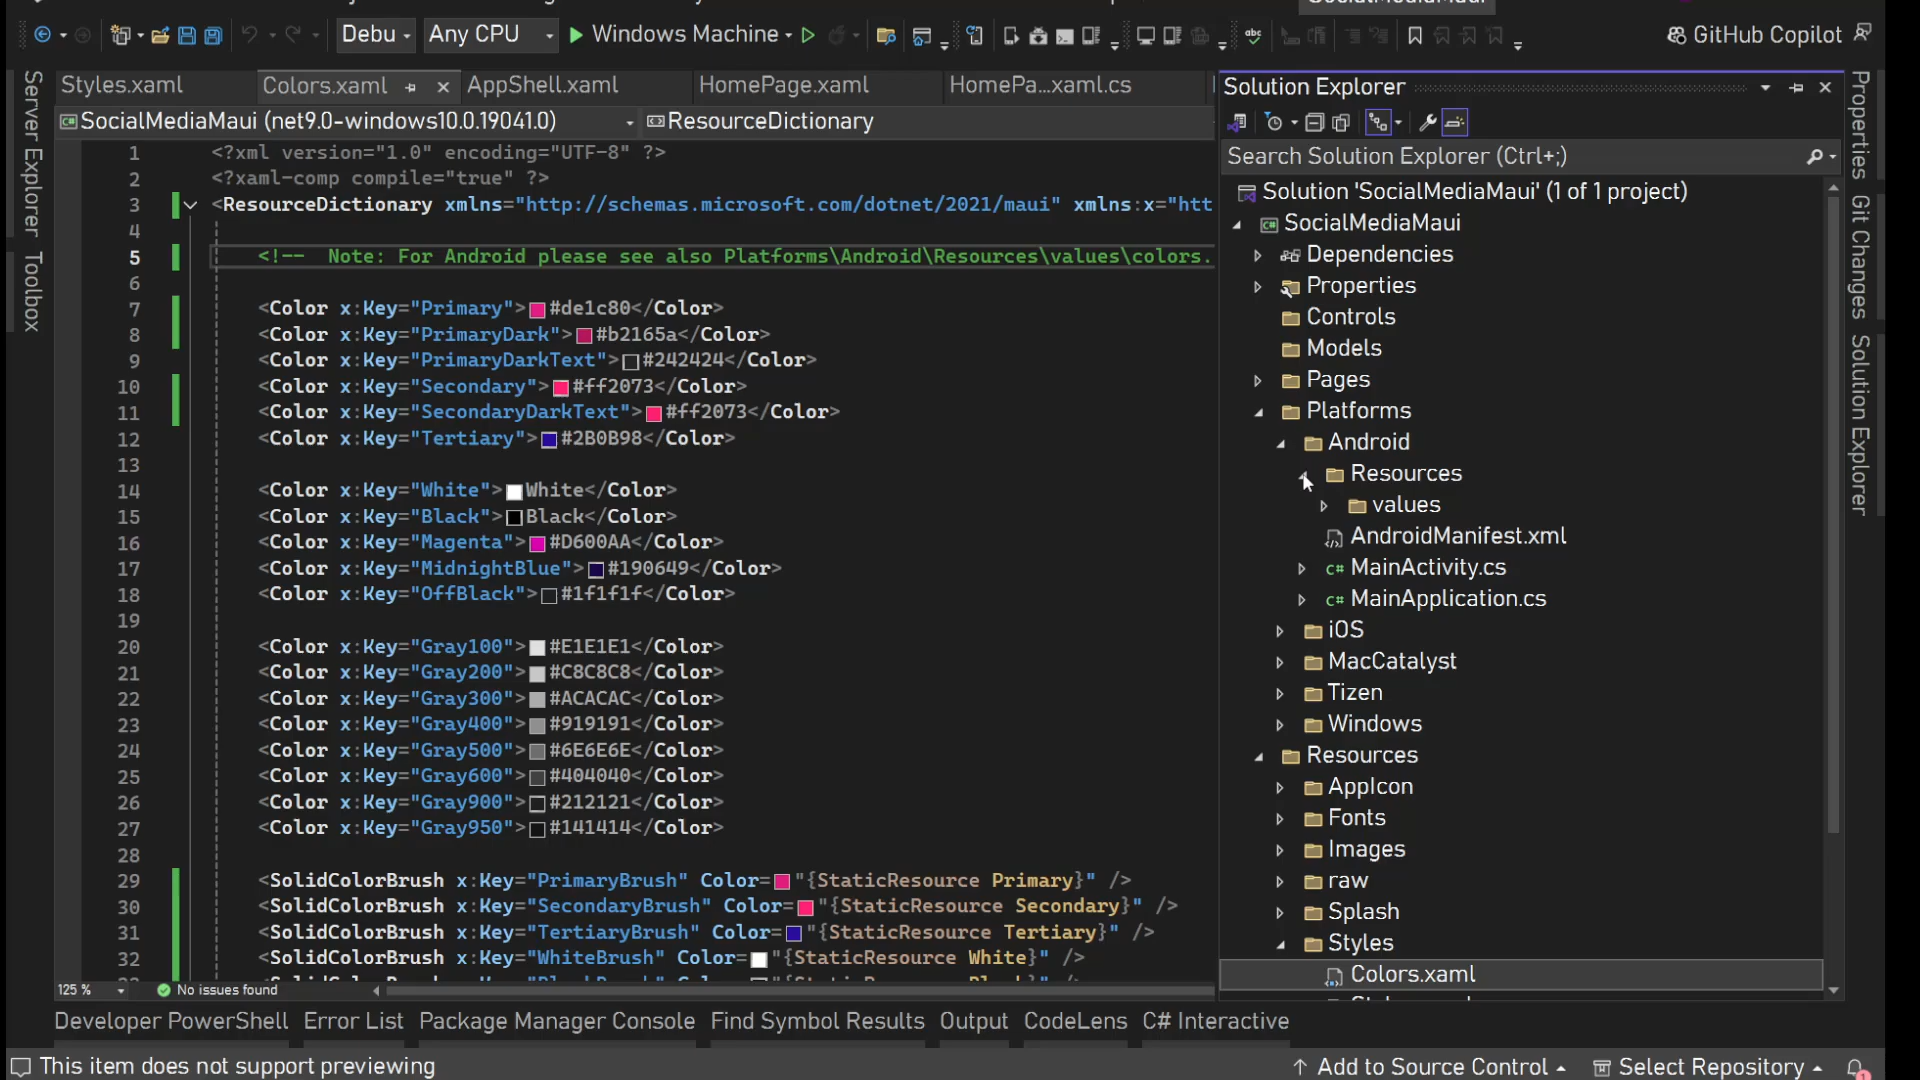 Debug
Any CPU
Windows Machine
GitHub Copilot
Styles.xaml
Colors.xaml
AppShell.xaml
HomePage.xaml
HomePa...xaml.cs
SocialMediaMaui (net9.0-windows10.0.19041.0)
ResourceDictionary
1 <?xml version="1.0" encoding="UTF-8" ?>
2 <?xaml-comp compile="true" ?>
3 <ResourceDictionary xmlns="http://schemas.microsoft.com/dotnet/2021/maui" xmlns:x="htt
4
5 <!-- Note: For Android please see also Platforms\Android\Resources\values\colors.
6
7 <Color x:Key="Primary">#de1c80</Color>
8 <Color x:Key="PrimaryDark">#b2165a</Color>
9 <Color x:Key="PrimaryDarkText">#242424</Color>
10 <Color x:Key="Secondary">#ff2073</Color>
11 <Color x:Key="SecondaryDarkText">#ff2073</Color>
12 <Color x:Key="Tertiary">#2B0B98</Color>
13
14 <Color x:Key="White">White</Color>
15 <Color x:Key="Black">Black</Color>
16 <Color x:Key="Magenta">#D600AA</Color>
17 <Color x:Key="MidnightBlue">#190649</Color>
18 <Color x:Key="OffBlack">#1f1f1f</Color>
19
20 <Color x:Key="Gray100">#E1E1E1</Color>
21 <Color x:Key="Gray200">#C8C8C8</Color>
22 <Color x:Key="Gray300">#ACACAC</Color>
23 <Color x:Key="Gray400">#919191</Color>
24 <Color x:Key="Gray500">#6E6E6E</Color>
25 <Color x:Key="Gray600">#404040</Color>
26 <Color x:Key="Gray900">#212121</Color>
27 <Color x:Key="Gray950">#141414</Color>
28
29 <SolidColorBrush x:Key="PrimaryBrush" Color="{StaticResource Primary}" />
30 <SolidColorBrush x:Key="SecondaryBrush" Color="{StaticResource Secondary}" />
31 <SolidColorBrush x:Key="TertiaryBrush" Color="{StaticResource Tertiary}" />
32 <SolidColorBrush x:Key="WhiteBrush" Color="{StaticResource White}" />
125 %
No issues found
Server Explorer
Toolbox
Solution Explorer
Search Solution Explorer (Ctrl+;)
Solution 'SocialMediaMaui' (1 of 1 project)
SocialMediaMaui
Dependencies
Properties
Controls
Models
Pages
Platforms
Android
Resources
values
AndroidManifest.xml
C# MainActivity.cs
C# MainApplication.cs
iOS
MacCatalyst
Tizen
Windows
Resources
AppIcon
Fonts
Images
raw
Splash
Styles
Colors.xaml
Properties
Git Changes
Solution Explorer
Developer PowerShell
Error List
Package Manager Console
Find Symbol Results
Output
CodeLens
C# Interactive
This item does not support previewing
Add to Source Control
Select Repository
1